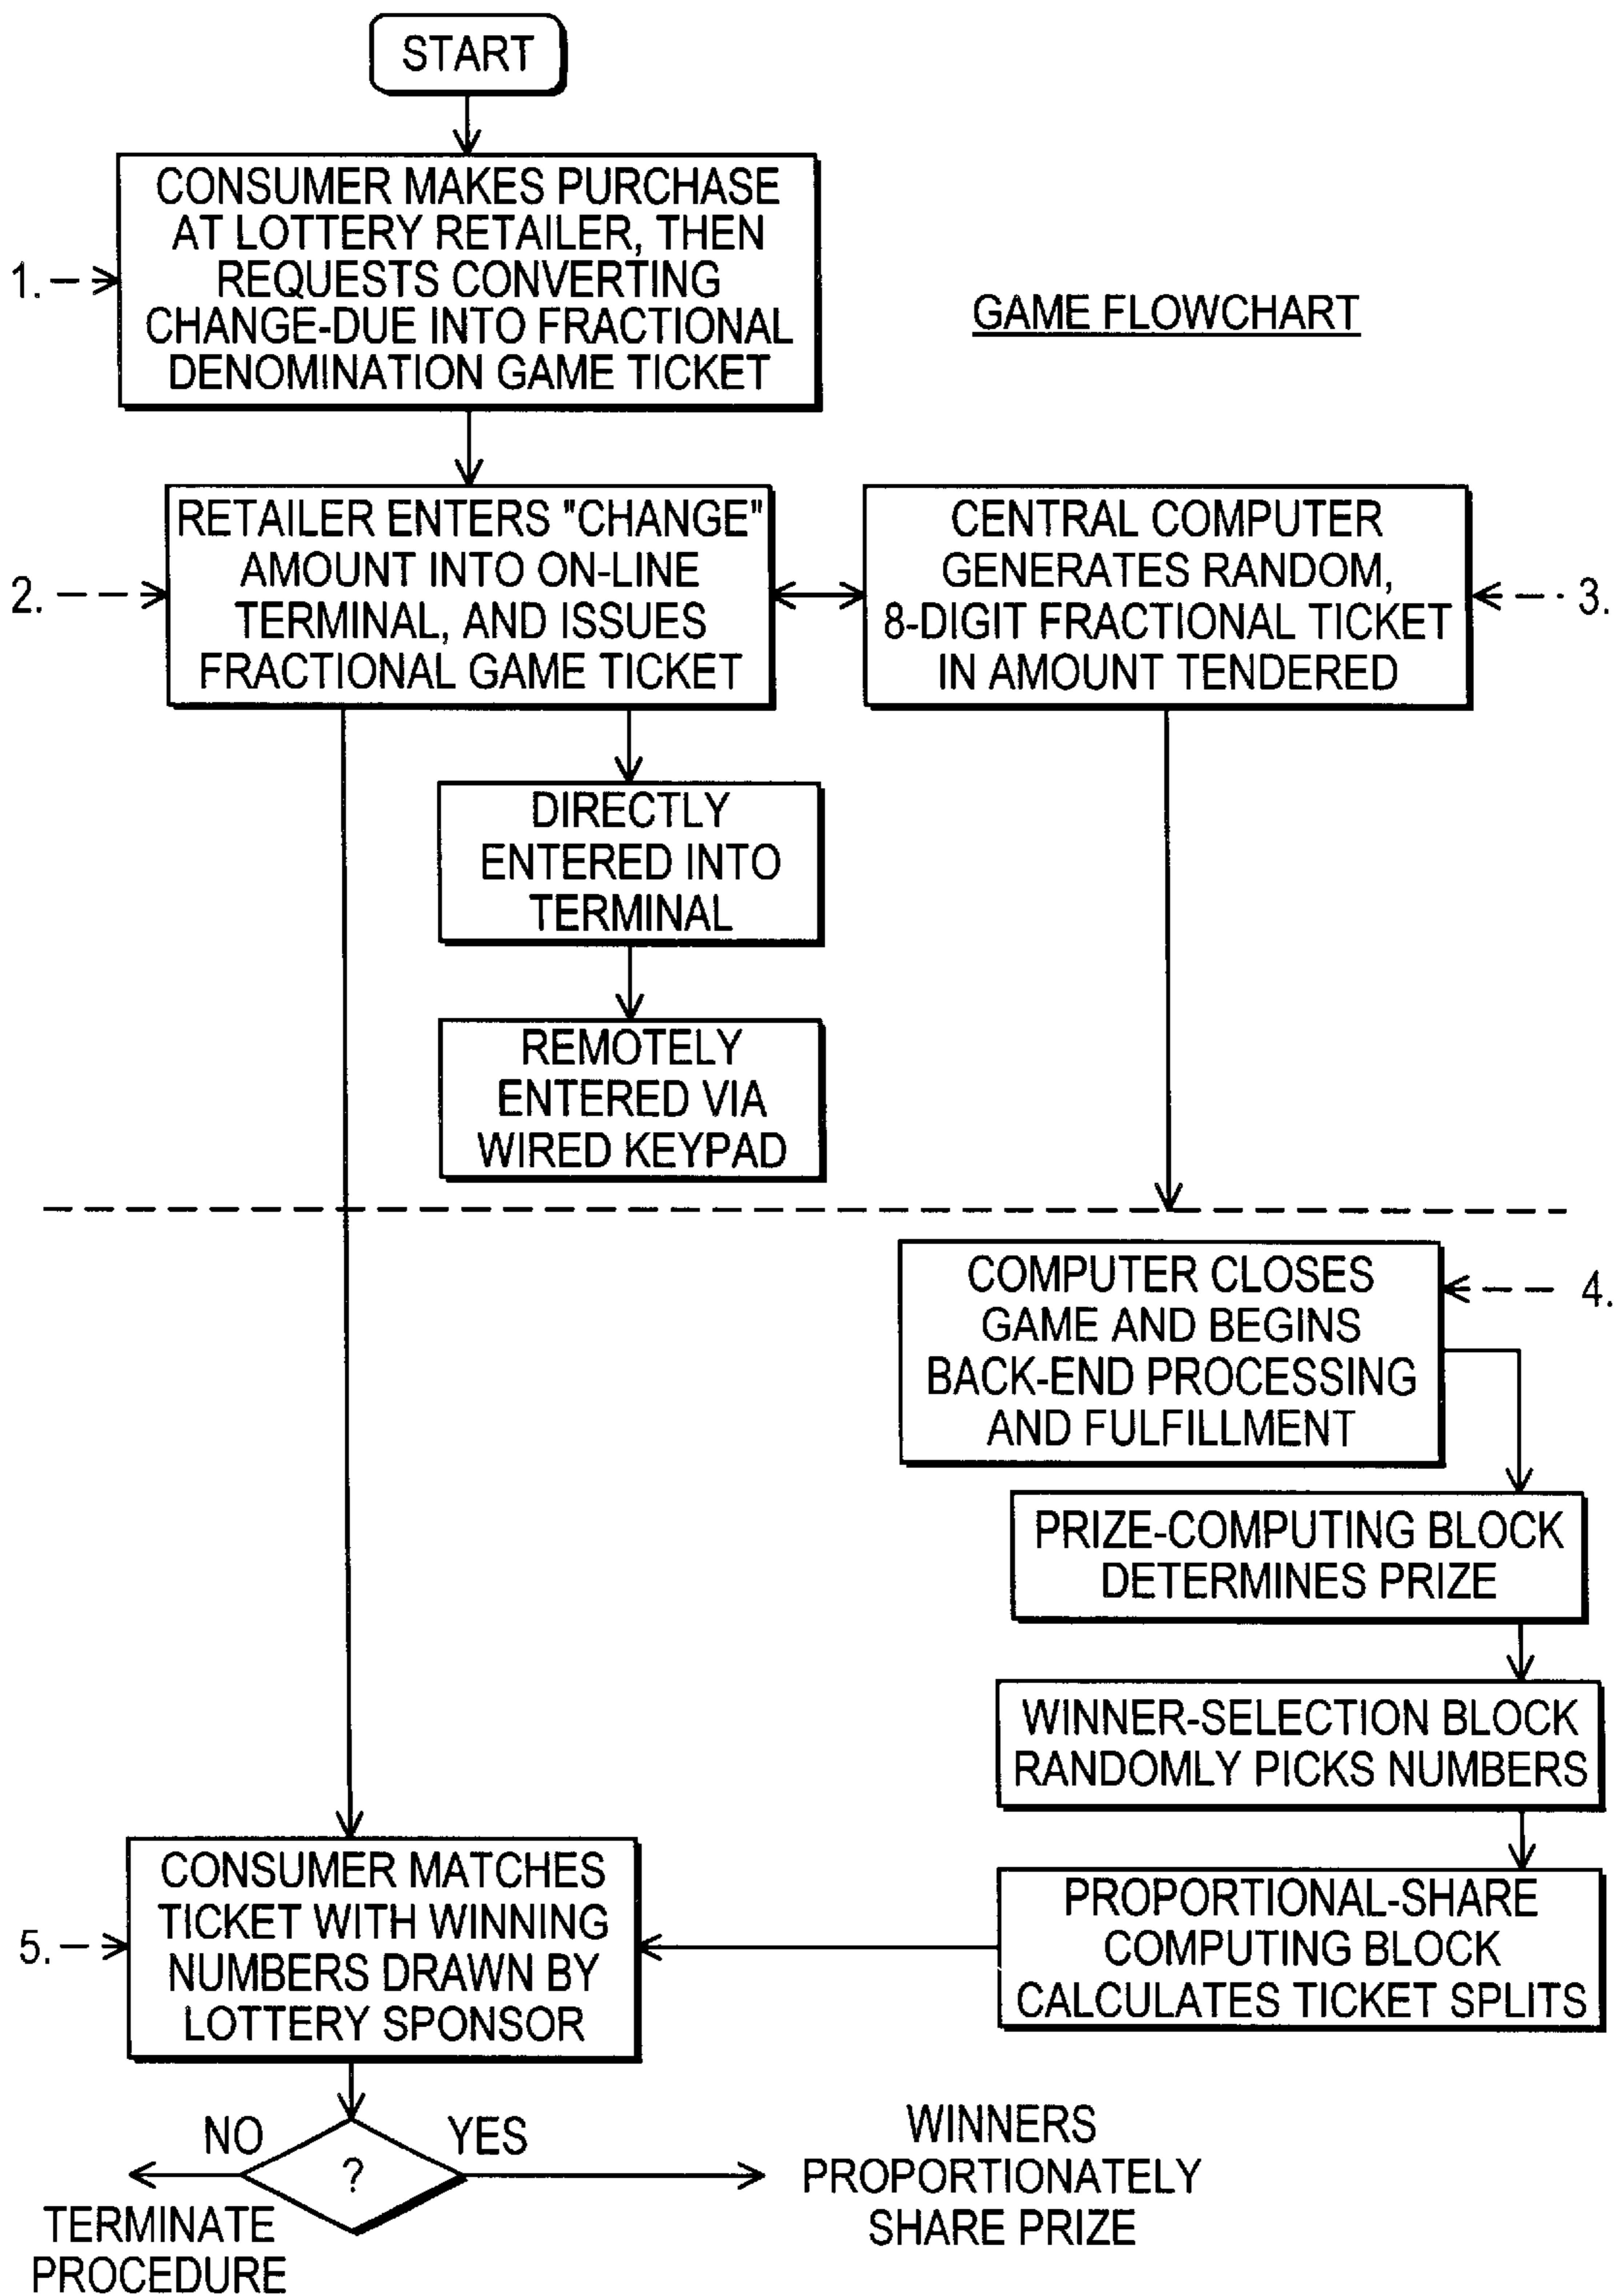 START
CONSUMER MAKES PURCHASE
AT LOTTERY RETAILER, THEN
REQUESTS CONVERTING
CHANGE-DUE INTO FRACTIONAL
DENOMINATION GAME TICKET
1.
GAME FLOWCHART
RETAILER ENTERS "CHANGE"
AMOUNT INTO ON-LINE
TERMINAL, AND ISSUES
FRACTIONAL GAME TICKET
2.
CENTRAL COMPUTER
GENERATES RANDOM,
8-DIGIT FRACTIONAL TICKET
IN AMOUNT TENDERED
3.
DIRECTLY
ENTERED INTO
TERMINAL
REMOTELY
ENTERED VIA
WIRED KEYPAD
COMPUTER CLOSES
GAME AND BEGINS
BACK-END PROCESSING
AND FULFILLMENT
4.
PRIZE-COMPUTING BLOCK
DETERMINES PRIZE
WINNER-SELECTION BLOCK
RANDOMLY PICKS NUMBERS
PROPORTIONAL-SHARE
COMPUTING BLOCK
CALCULATES TICKET SPLITS
CONSUMER MATCHES
TICKET WITH WINNING
NUMBERS DRAWN BY
LOTTERY SPONSOR
5.
NO
?
YES
TERMINATE
PROCEDURE
WINNERS
PROPORTIONATELY
SHARE PRIZE